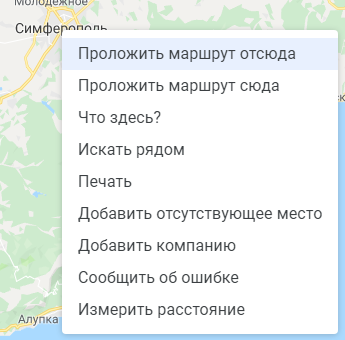 Молодёжное
Симферополь
Проложить маршрут отсюда
Проложить маршрут сюда
Что здесь?
Искать рядом
Печать
Добавить отсутствующее место
Добавить компанию
Сообщить об ошибке
Измерить расстояние
Алупка